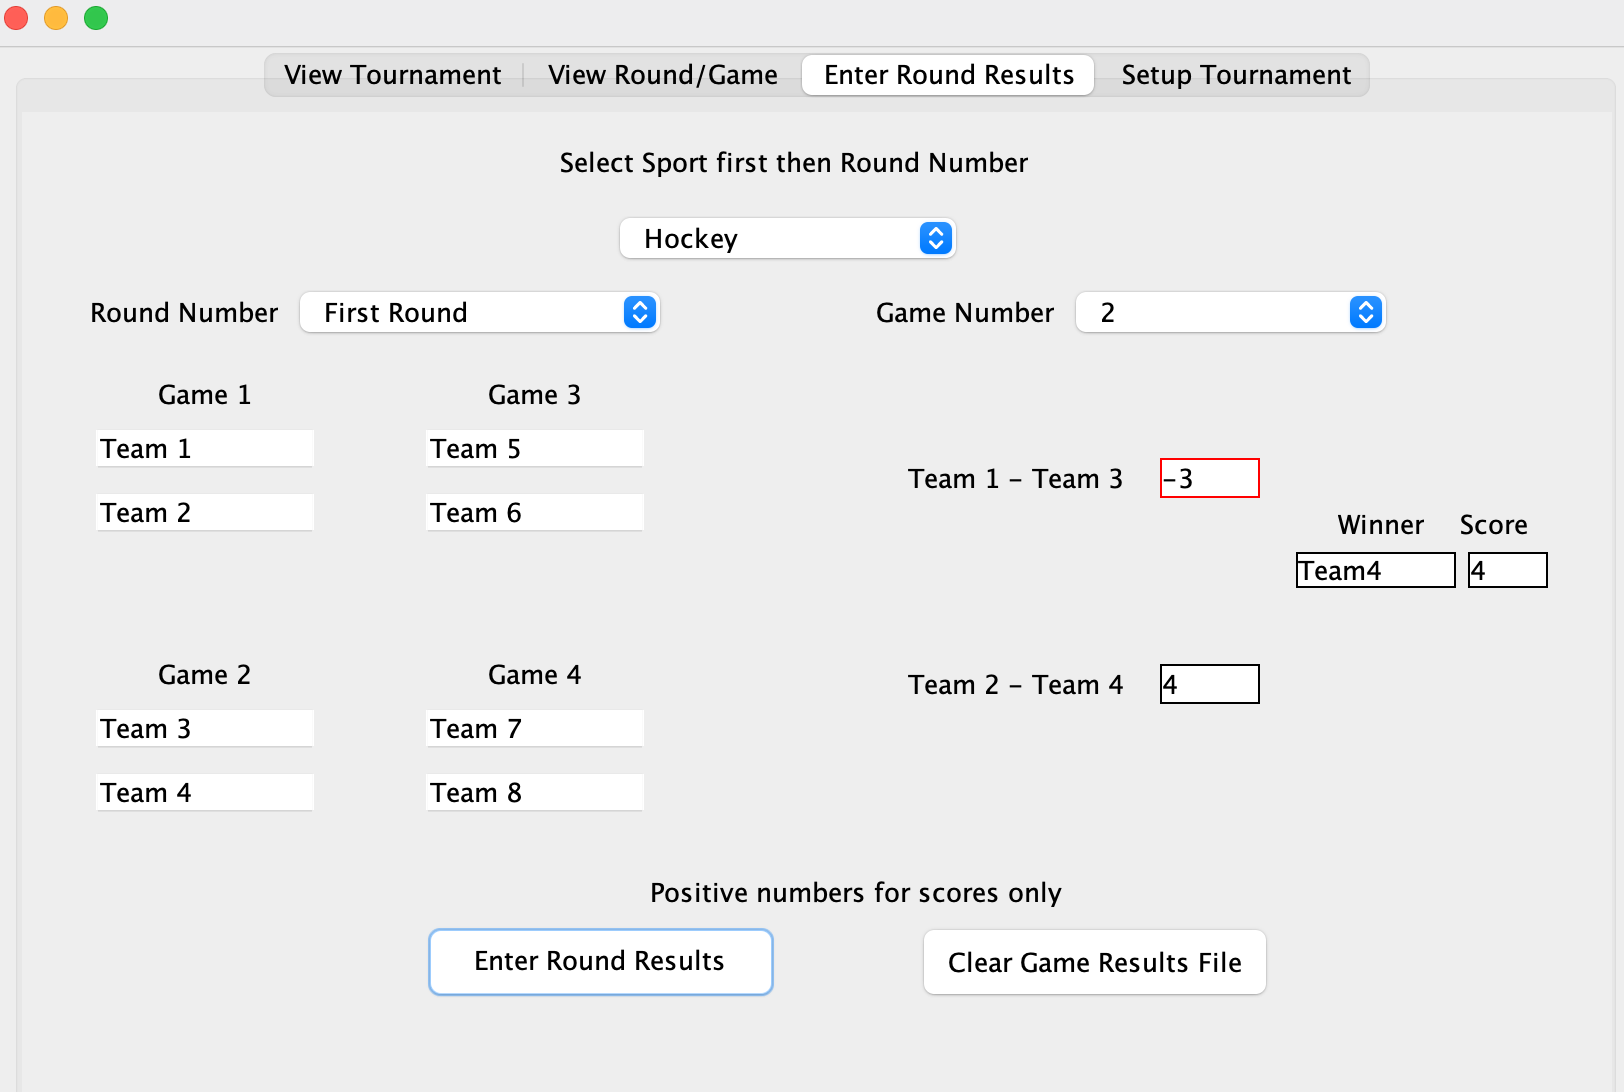 View Tournament
View Round/Game
Enter Round Results
Setup Tournament
Select Sport first then Round Number
Hockey
Round Number
First Round
Game Number
2
Game 1
Team 1
Team 2
Game 3
Team 5
Team 6
Game 2
Team 3
Team 4
Game 4
Team 7
Team 8
Team 1 - Team 3
-3
Winner
Score
Team4
4
Team 2 - Team 4
4
Positive numbers for scores only
Enter Round Results
Clear Game Results File